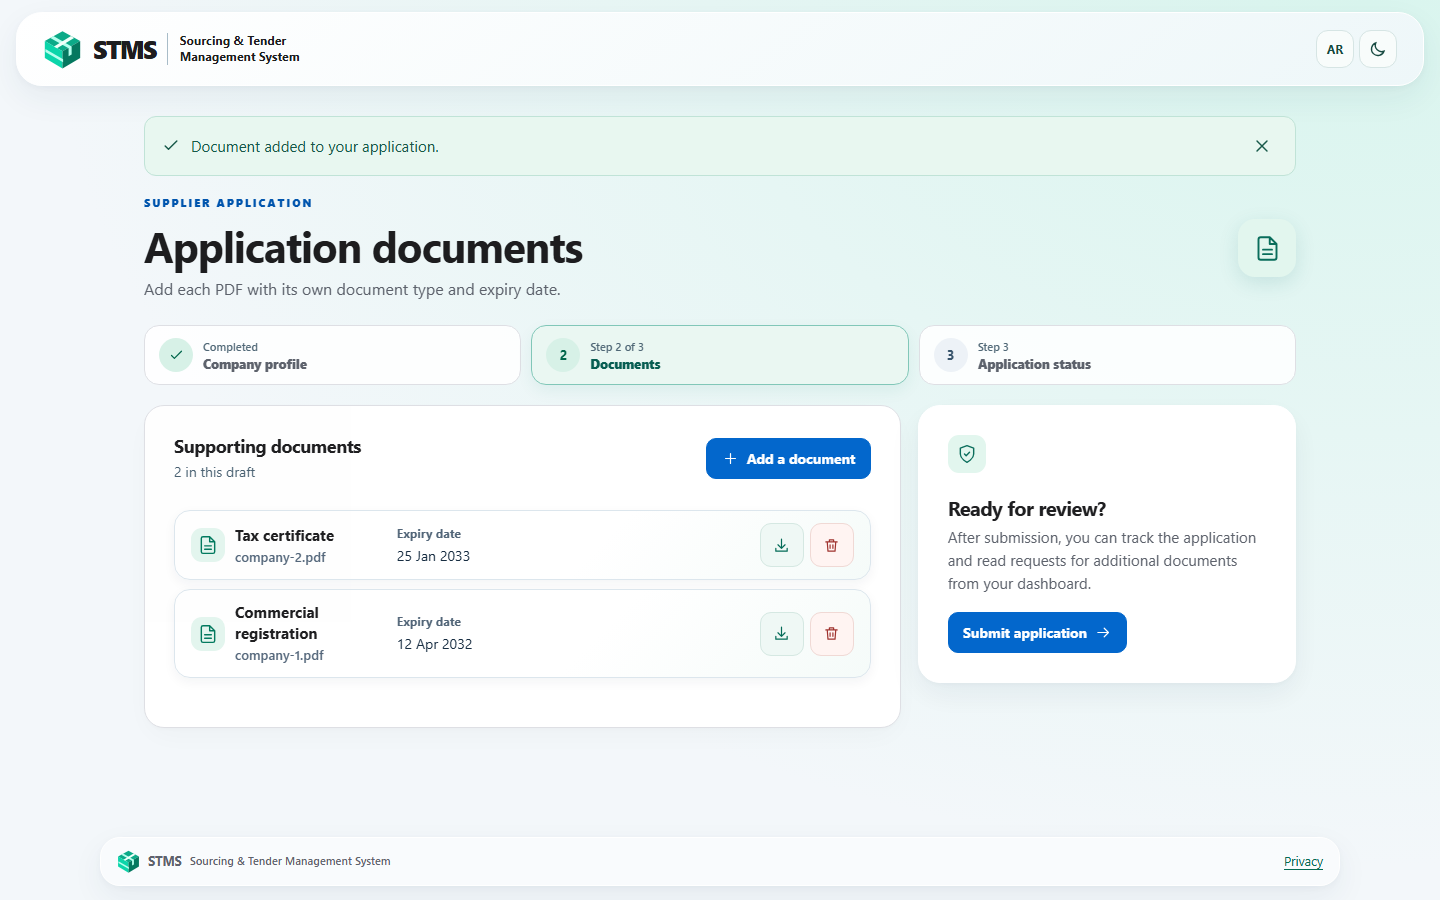 STMS
Sourcing & Tender
Management System
AR
Document added to your application.
SUPPLIER APPLICATION
Application documents
Add each PDF with its own document type and expiry date.
Completed
Company profile
2
Step 2 of 3
Documents
3
Step 3
Application status
Supporting documents
2 in this draft
Add a document
Tax certificate
company-2.pdf
Expiry date
25 Jan 2033
Commercial
registration
company-1.pdf
Expiry date
12 Apr 2032
Ready for review?
After submission, you can track the application
and read requests for additional documents
from your dashboard.
Submit application
STMS Sourcing & Tender Management System
Privacy